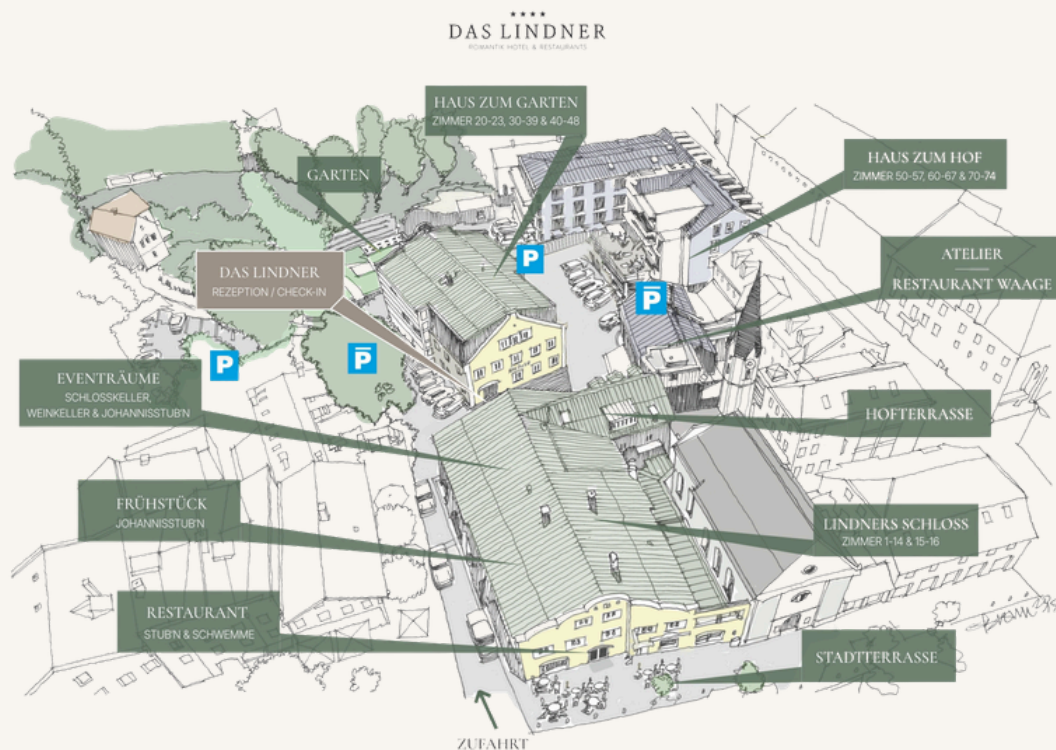 ★★★★
DAS LINDNER
ROMANTIK HOTEL & RESTAURANTS
HAUS ZUM GARTEN
ZIMMER 20-23, 30-39 & 40-48
GARTEN
HAUS ZUM HOF
ZIMMER 50-57, 60-67 & 70-74
DAS LINDNER
REZEPTION / CHECK-IN
P
ATELIER
RESTAURANT WAAGE
P
P
P
EVENTRÄUME
SCHLOSSKELLER,
WEINKELLER & JOHANNISSTUB'N
HOFTERRASSE
FRÜHSTÜCK
JOHANNISSTUB'N
LINDNERS SCHLOSS
ZIMMER 1-14 & 15-16
RESTAURANT
STUB'N & SCHWEMME
STADTTERRASSE
ZUFAHRT